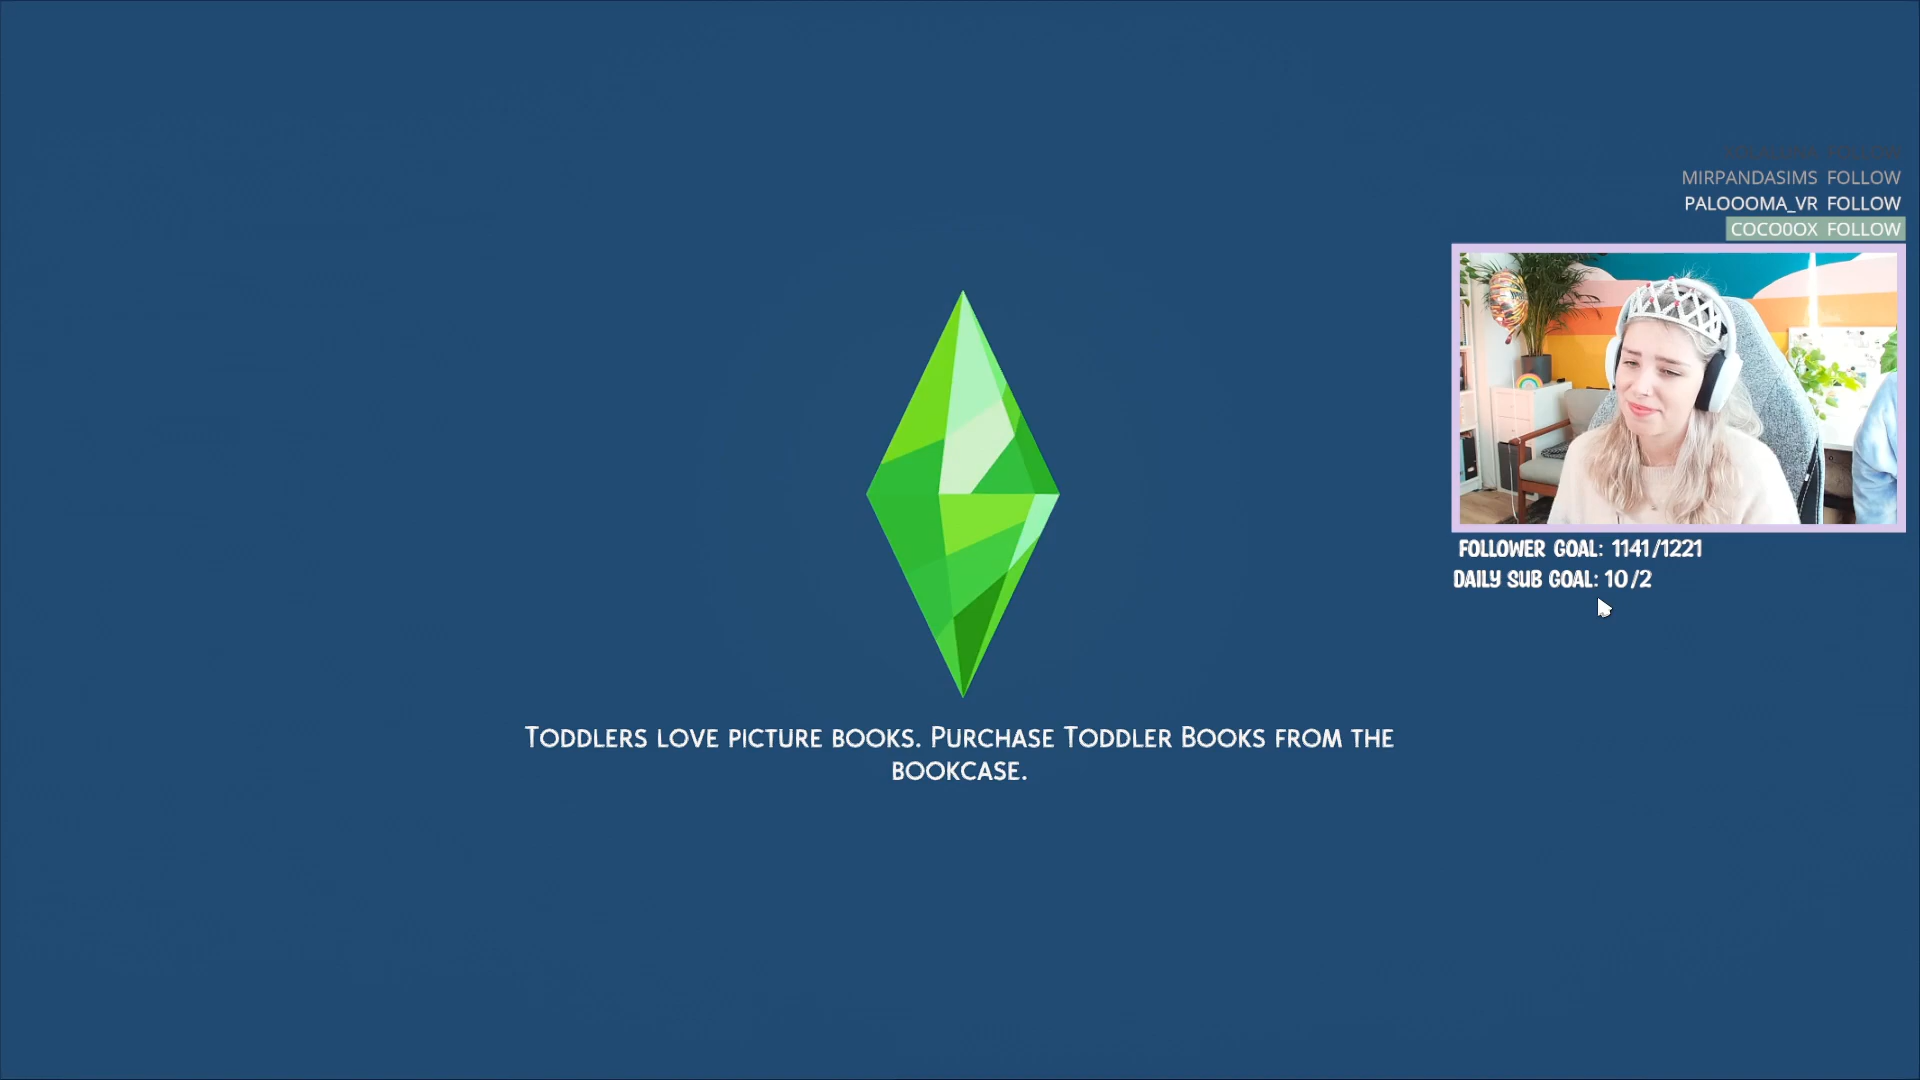 FOLLOW
MIRPANDASIMS FOLLOW
PALOOOMA_VR FOLLOW
COCO0OX FOLLOW
FOLLOWER GOAL: 1141/1221
DAILY SUB GOAL: 10/2
TODDLERS LOVE PICTURE BOOKS. PURCHASE TODDLER BOOKS FROM THE
BOOKCASE.